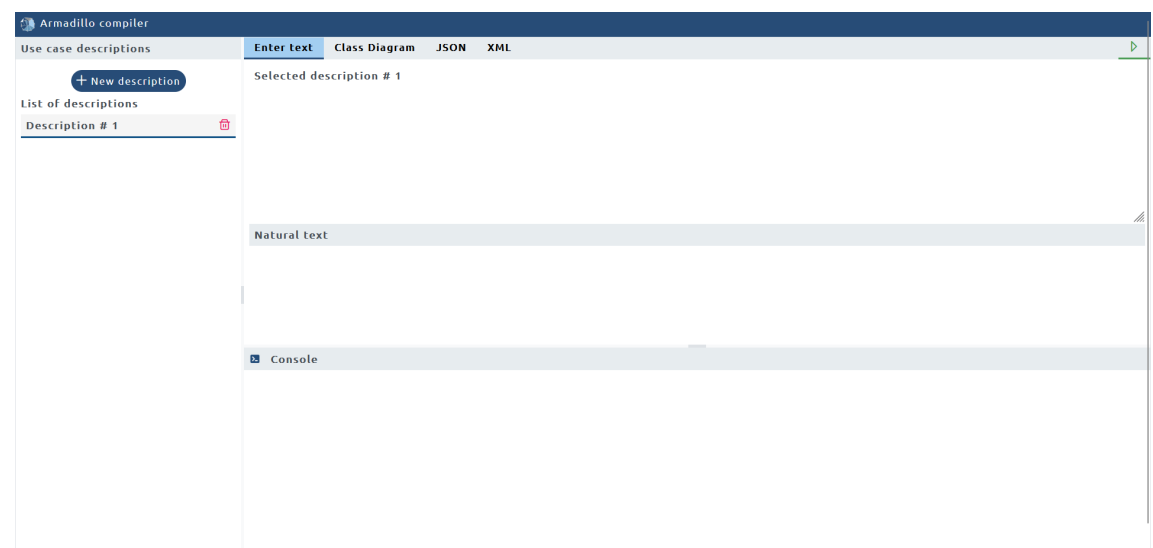 Armadillo compiler
Use case descriptions
Enter text Class Diagram JSON XML
New description
List of descriptions
Description # 1
Selected description # 1
Natural text
Console